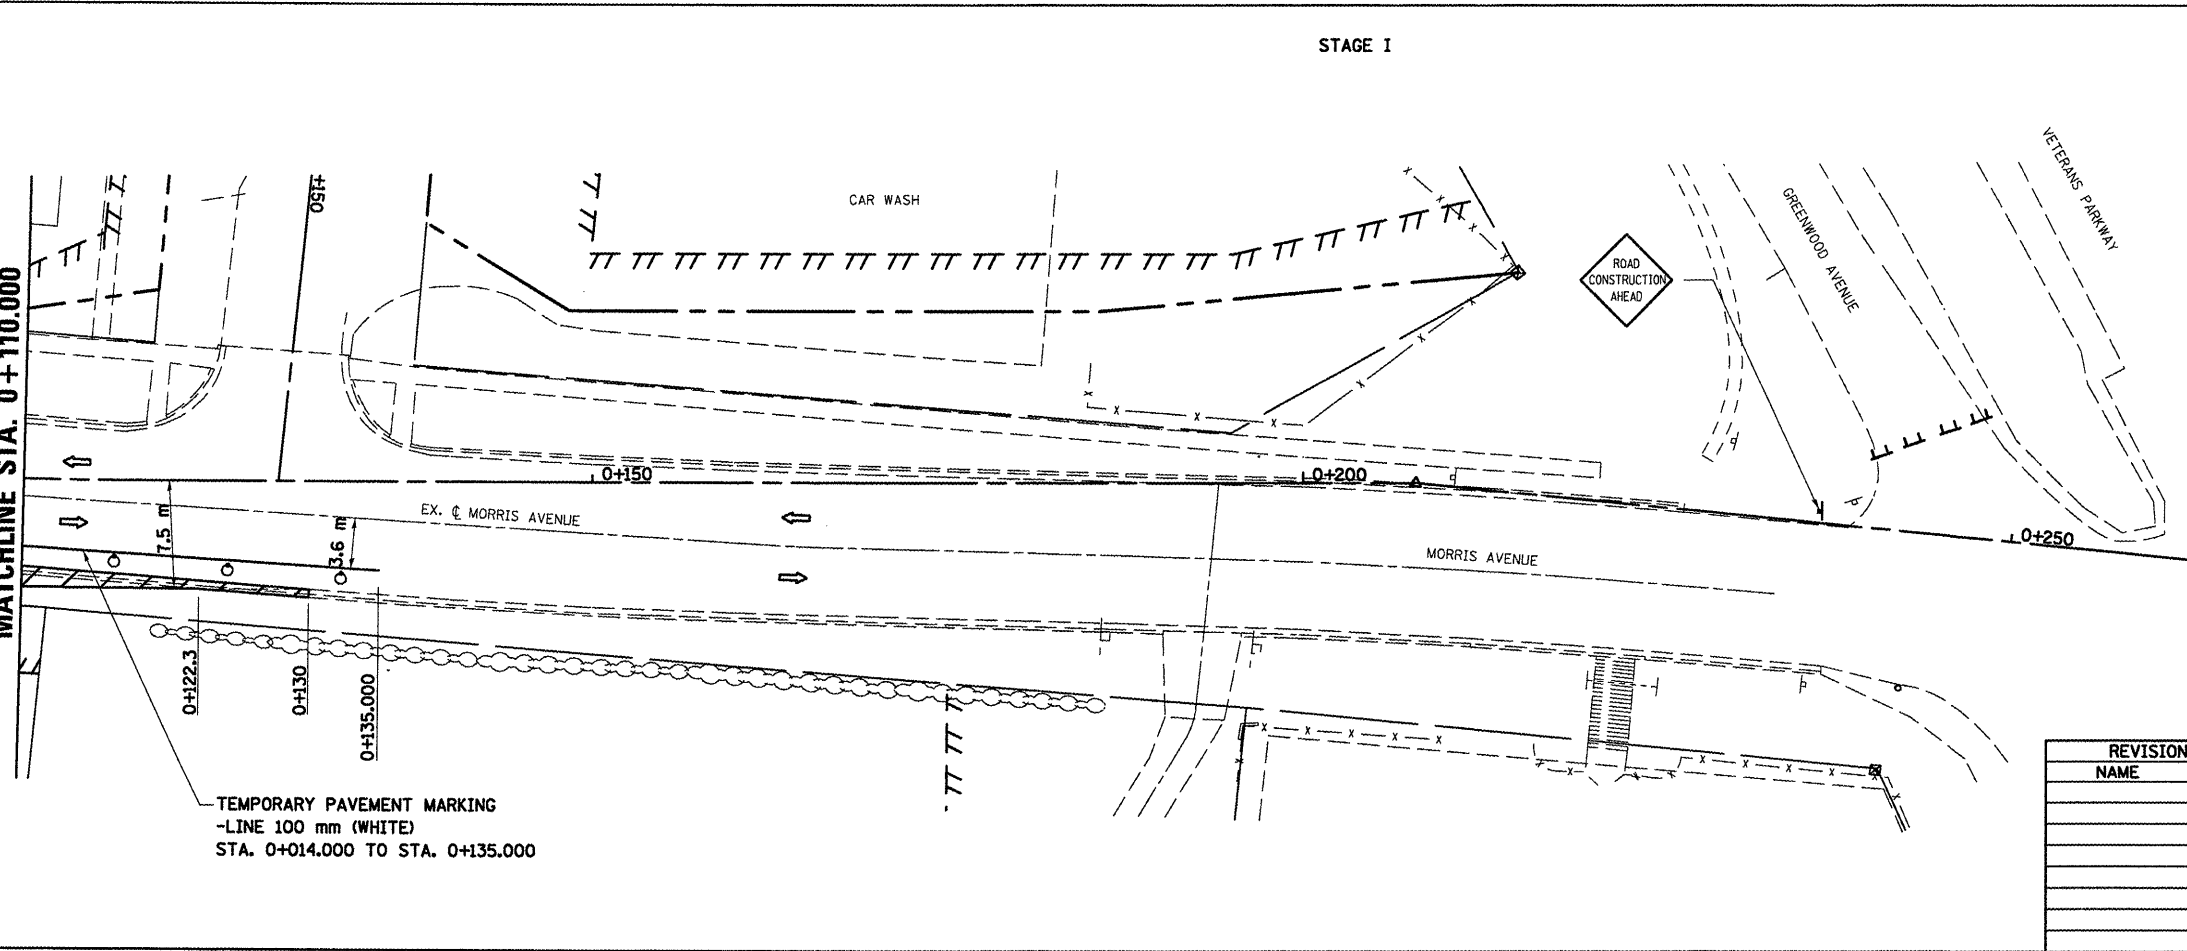 STAGE I
VETERANS PARKWAY
GREENWOOD AVENUE
CAR WASH
1+150
ROAD
CONSTRUCTION
AHEAD
MATCHLINE STA. 0+110.000
0+150
0+200
0+250
EX. ℄ MORRIS AVENUE
MORRIS AVENUE
7.5 m
3.6 m
0+122.3
0+130
0+135.000
TEMPORARY PAVEMENT MARKING
-LINE 100 mm (WHITE)
STA. 0+014.000 TO STA. 0+135.000
REVISION
NAME